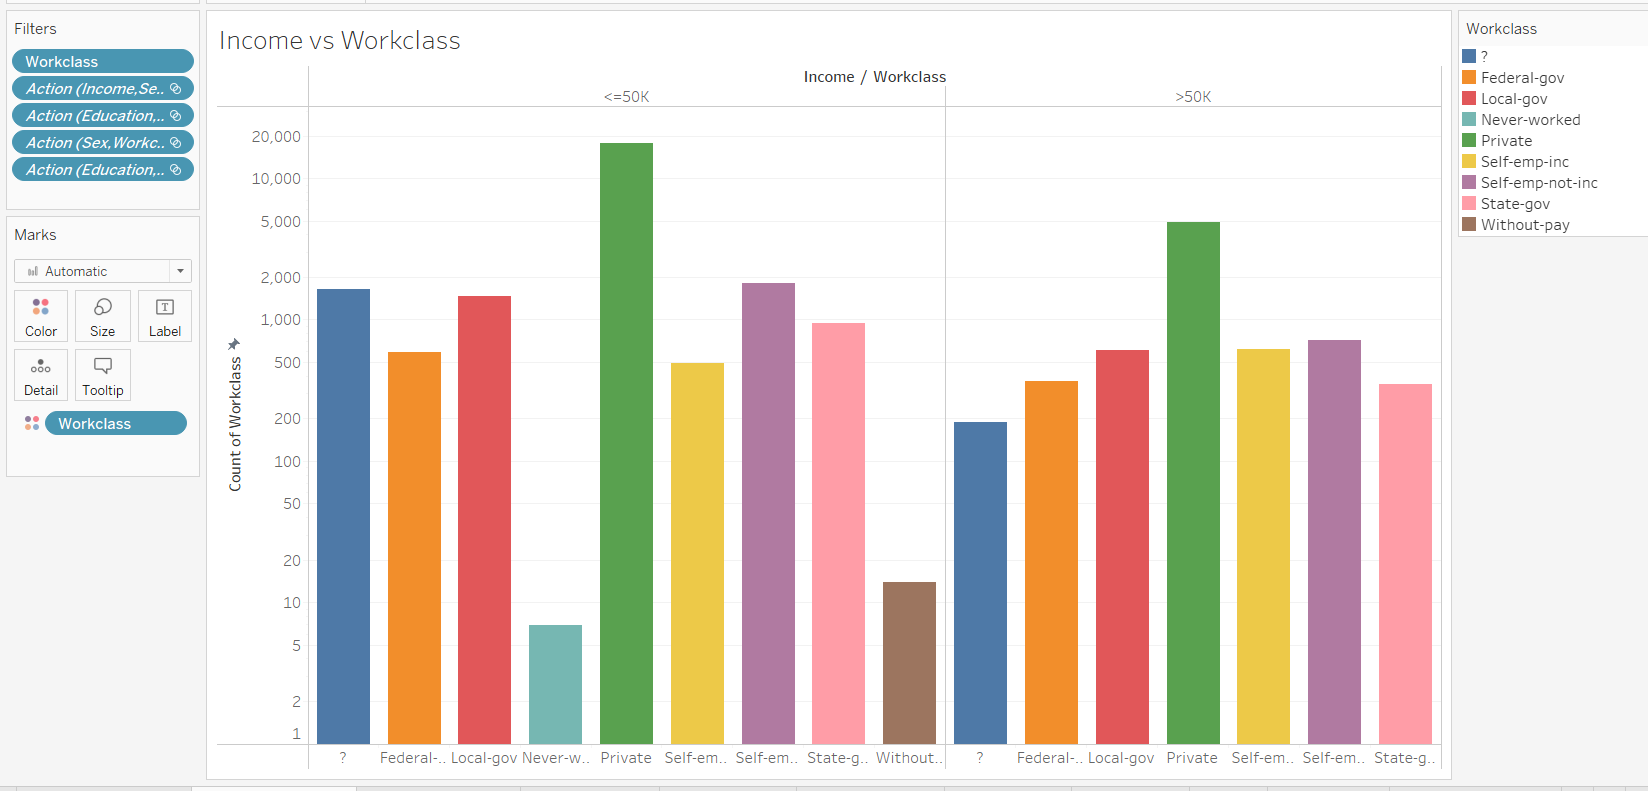 Filters
Workclass
Action (Income,Se..
Action (Education,..
Action (Sex,Workc..
Action (Education,..
Marks
Automatic
Color Size Label
Detail Tooltip
Workclass
Income vs Workclass
Income / Workclass
<=50K >50K
Count of Workclass
20,000
10,000
5,000
2,000
1,000
500
200
100
50
20
10
5
2
1
? Federal-.. Local-gov Never-w.. Private Self-em.. Self-em.. State-g.. Without.. ? Federal-.. Local-gov Private Self-em.. Self-em.. State-g..
Workclass
?
Federal-gov
Local-gov
Never-worked
Private
Self-emp-inc
Self-emp-not-inc
State-gov
Without-pay